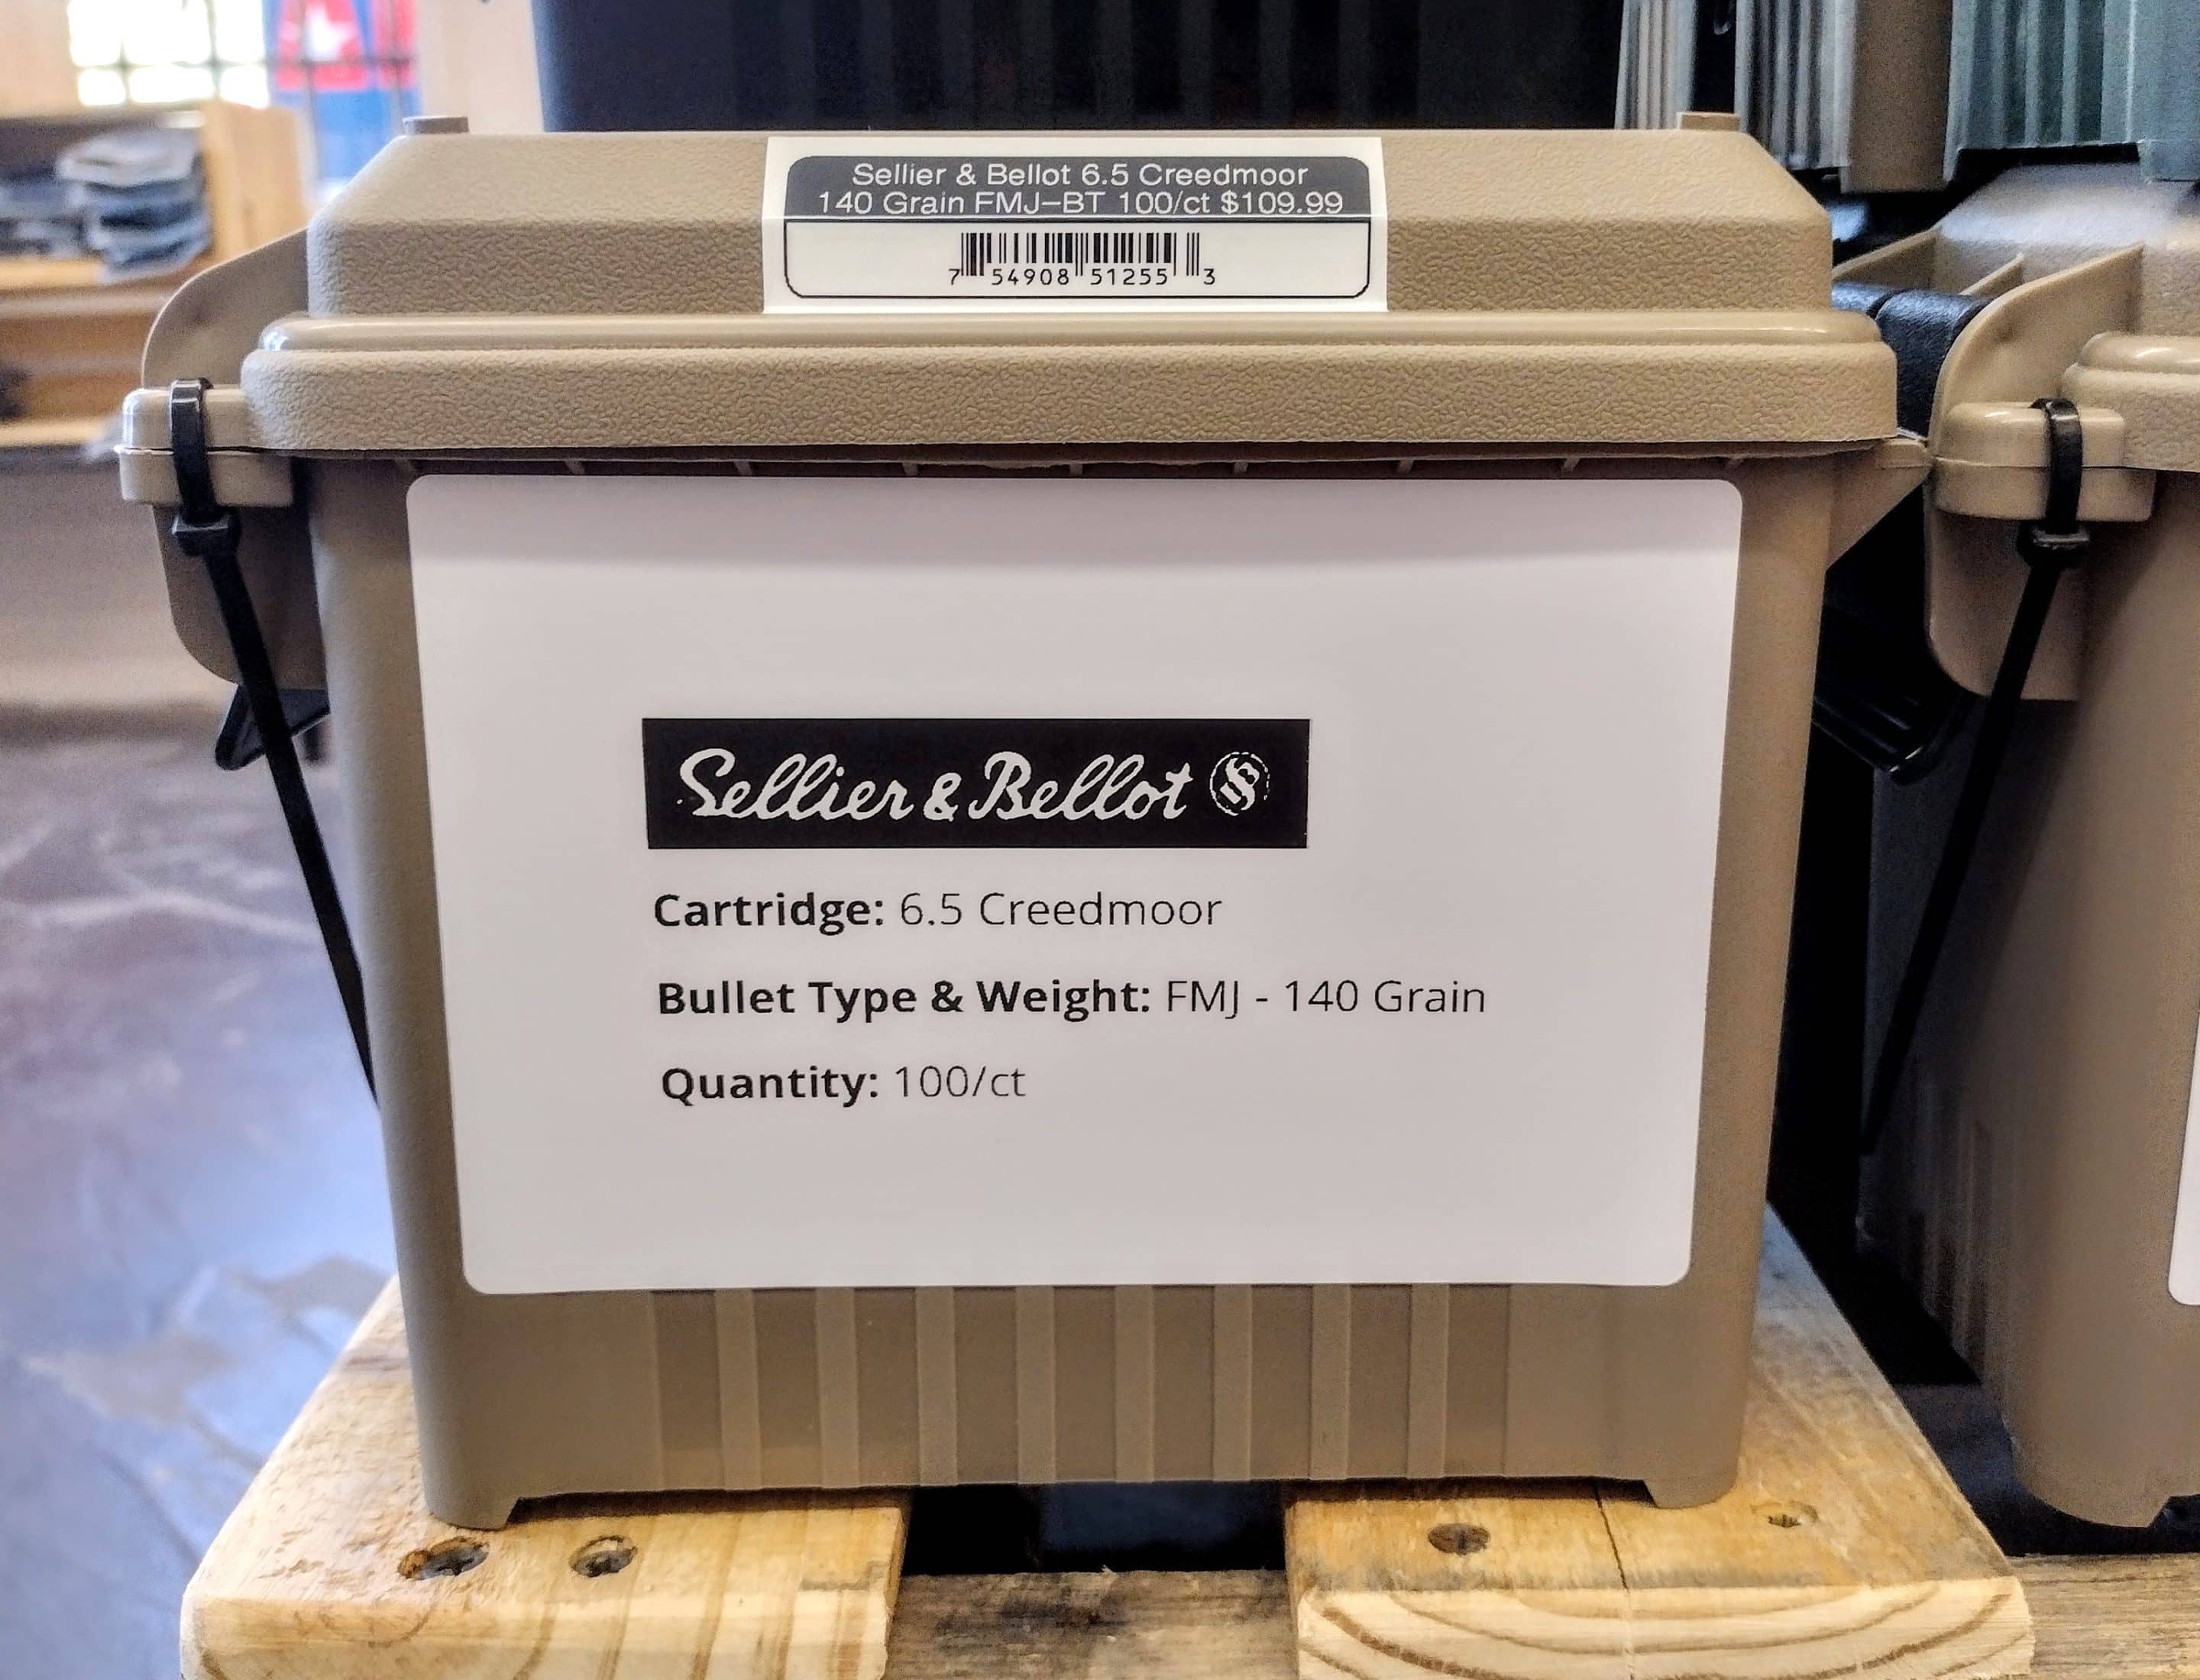 Sellier & Bellot 6.5 Creedmoor
140 Grain FMJ-BT 100/ct $109.99
7 54908 51255 3
Sellier & Bellot SB
Cartridge: 6.5 Creedmoor
Bullet Type & Weight: FMJ - 140 Grain
Quantity: 100/ct